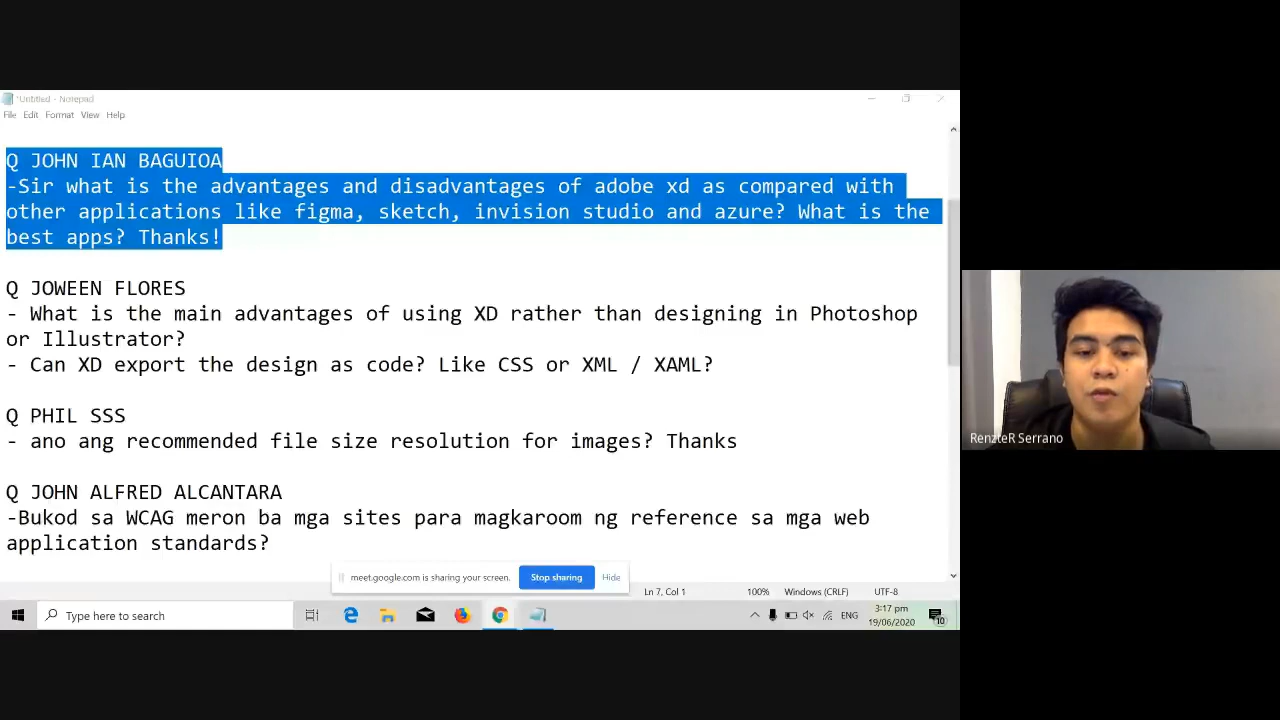 *Untitled - Notepad
File Edit Format View Help
Q JOHN IAN BAGUIOA
-Sir what is the advantages and disadvantages of adobe xd as compared with
other applications like figma, sketch, invision studio and azure? What is the
best apps? Thanks!
Q JOWEEN FLORES
- What is the main advantages of using XD rather than designing in Photoshop
or Illustrator?
- Can XD export the design as code? Like CSS or XML / XAML?
Q PHIL SSS
- ano ang recommended file size resolution for images? Thanks
Q JOHN ALFRED ALCANTARA
-Bukod sa WCAG meron ba mga sites para magkaroom ng reference sa mga web
application standards?
meet.google.com is sharing your screen. Stop sharing Hide
Ln 7, Col 1 100% Windows (CRLF) UTF-8
Type here to search
ENG
3:17 pm
19/06/2020
10
RenzteR Serrano